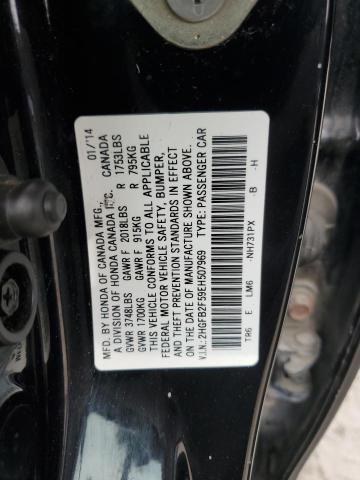 MFD. BY HONDA OF CANADA MFG., 01/14
A DIVISION OF HONDA CANADA INC. CANADA
GVWR 3748LBS GAWR F 2018LBS R 1753LBS
GVWR 1700KG GAWR F 915KG R 795KG
THIS VEHICLE CONFORMS TO ALL APPLICABLE
FEDERAL MOTOR VEHICLE SAFETY, BUMPER,
AND THEFT PREVENTION STANDARDS IN EFFECT
ON THE DATE OF MANUFACTURE SHOWN ABOVE.
V.I.N.: 2HGFB2F59EH507969 TYPE: PASSENGER CAR
TR6 E LM6 -NH731PX -B -H